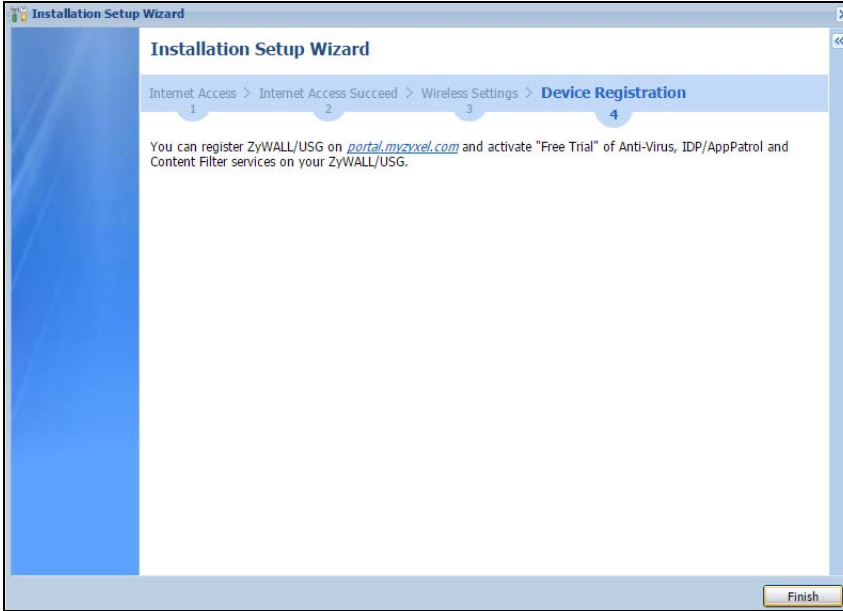 Installation Setup Wizard
Installation Setup Wizard
Internet Access > Internet Access Succeed > Wireless Settings > Device Registration
1 2 3 4
You can register ZyWALL/USG on portal.myzyxel.com and activate "Free Trial" of Anti-Virus, IDP/AppPatrol and
Content Filter services on your ZyWALL/USG.
Finish